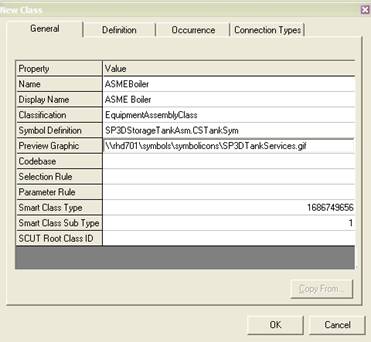 New Class
General Definition Occurrence Connection Types
Property Value
Name ASMEBoiler
Display Name ASME Boiler
Classification EquipmentAssemblyClass
Symbol Definition SP3DStorageTankAsm.CSTankSym
Preview Graphic \\rhd701\symbols\symbolicons\SP3DTankServices.gif
Codebase
Selection Rule
Parameter Rule
Smart Class Type 1686749656
Smart Class Sub Type 1
SCUT Root Class ID
Copy From...
OK Cancel